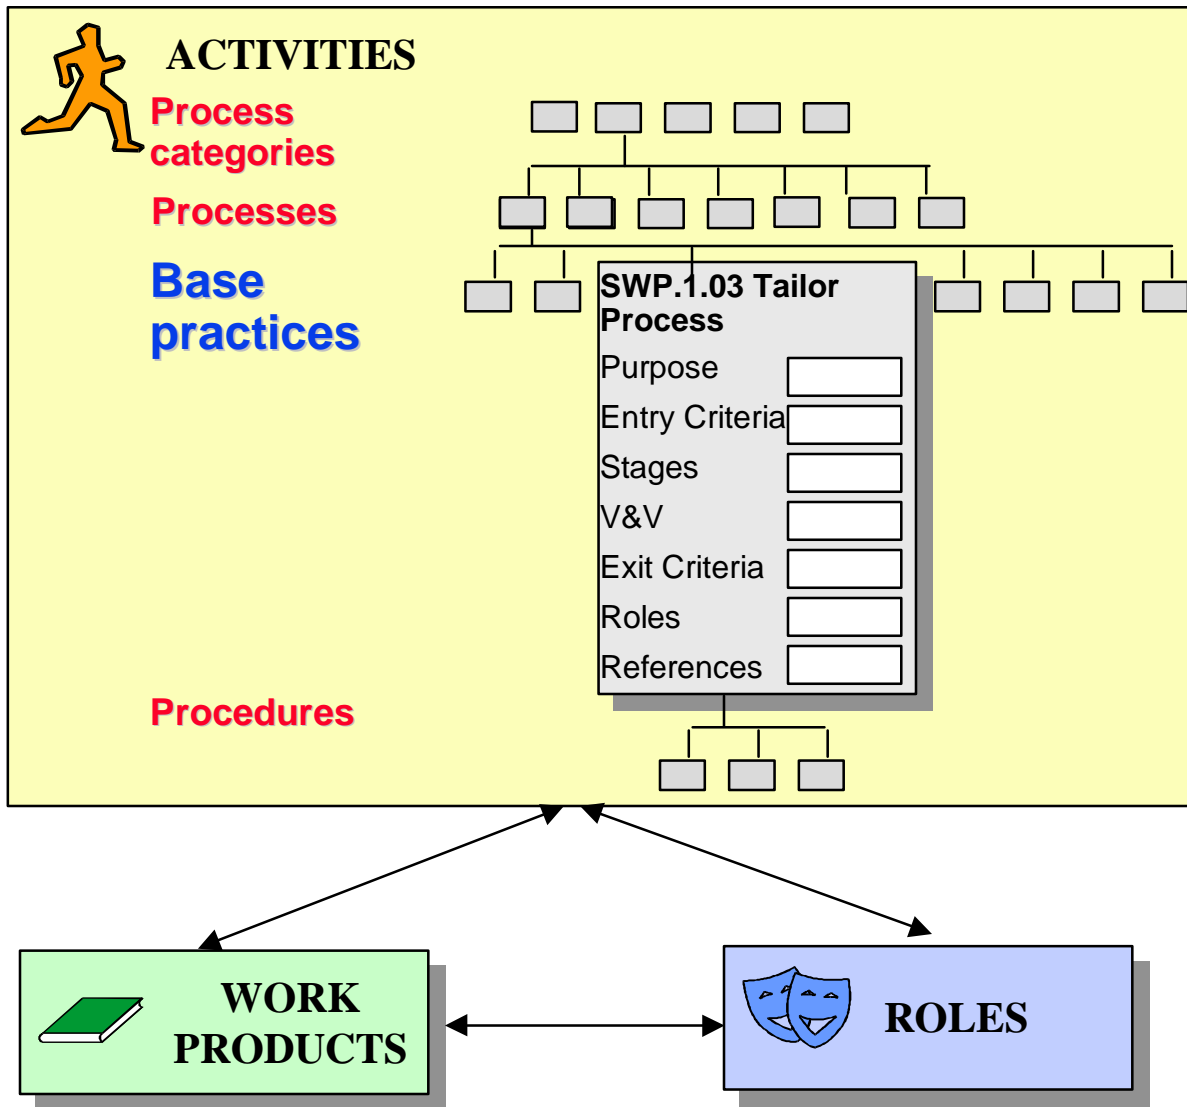 ACTIVITIES
Process
categories
Processes
Base
practices
SWP.1.03 Tailor
Process
Purpose
Entry Criteria
Stages
V&V
Exit Criteria
Roles
References
Procedures
WORK
PRODUCTS
ROLES